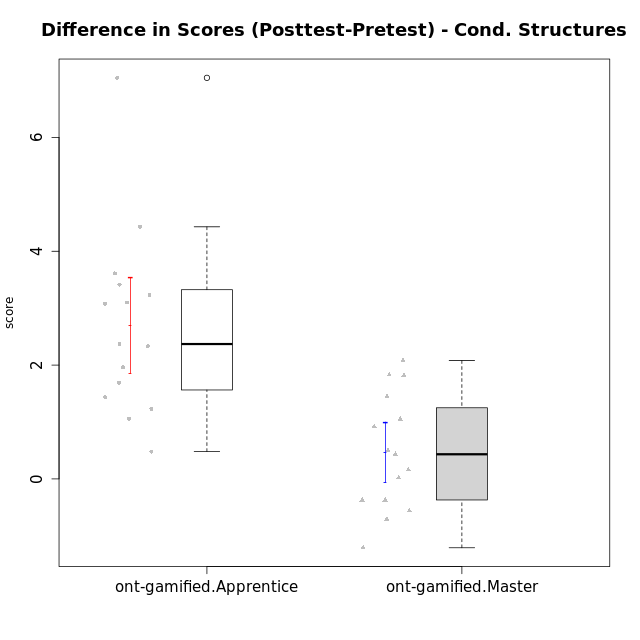 Difference in Scores (Posttest-Pretest) - Cond. Structures
score
6
4
2
0
ont-gamified.Apprentice
ont-gamified.Master